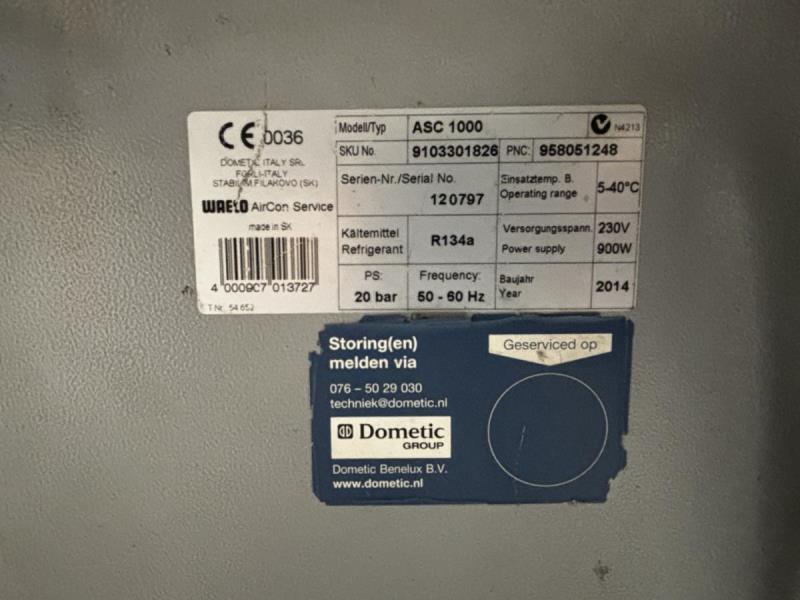 CE 0036
DOMETIC ITALY SRL
FORLI-ITALY
STABILIM.FILAKOVO (SK)
WAECO AirCon Service
made in SK
4 000907 013727
T.Nr. 54 652
Modell/Typ ASC 1000 N4213
SKU No. 9103301826 PNC: 958051248
Serien-Nr./Serial No.
120797
Einsatztemp. B.
Operating range
5-40°C
Kältemittel
Refrigerant
R134a
Versorgungsspann.
Power supply
230V
900W
PS:
20 bar
Frequency:
50 - 60 Hz
Baujahr
Year
2014
Storing(en)
melden via
076 – 50 29 030
techniek@dometic.nl
Dometic
GROUP
Dometic Benelux B.V.
www.dometic.nl
Geserviced op